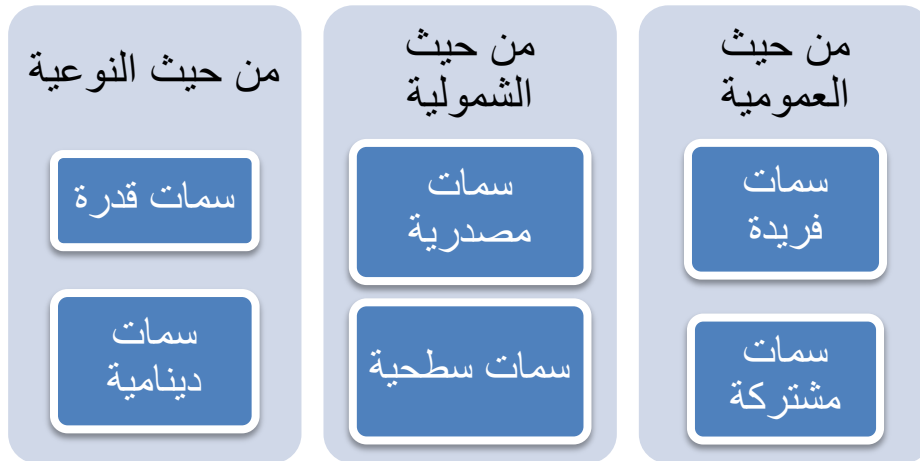 من حيث
العمومية
سمات
فريدة
سمات
مشتركة
من حيث
الشمولية
سمات
مصدرية
سمات سطحية
من حيث النوعية
سمات قدرة
سمات
دينامية